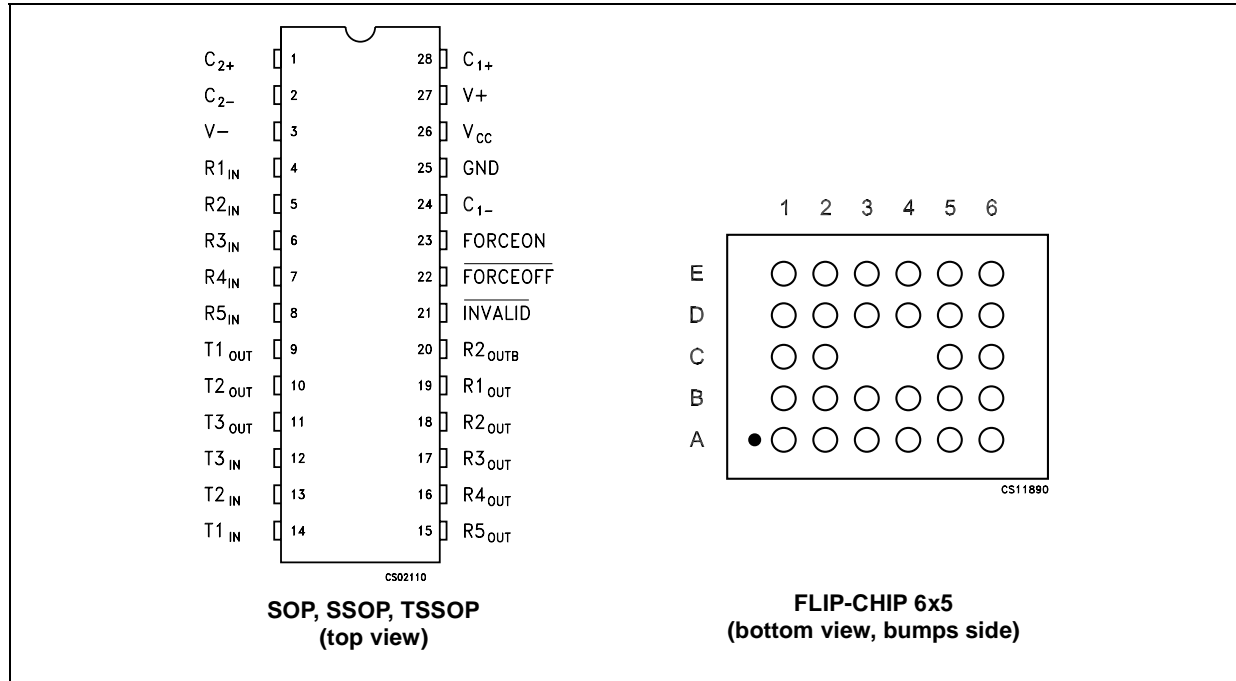 C2+ 1 28 C1+
C2- 2 27 V+
V- 3 26 VCC
R1IN 4 25 GND
R2IN 5 24 C1-
R3IN 6 23 FORCEON
R4IN 7 22 FORCEOFF
R5IN 8 21 INVALID
T1OUT 9 20 R2OUTB
T2OUT 10 19 R1OUT
T3OUT 11 18 R2OUT
T3IN 12 17 R3OUT
T2IN 13 16 R4OUT
T1IN 14 15 R5OUT
CS02110
SOP, SSOP, TSSOP
(top view)
1 2 3 4 5 6
E
D
C
B
A
CS11890
FLIP-CHIP 6x5
(bottom view, bumps side)